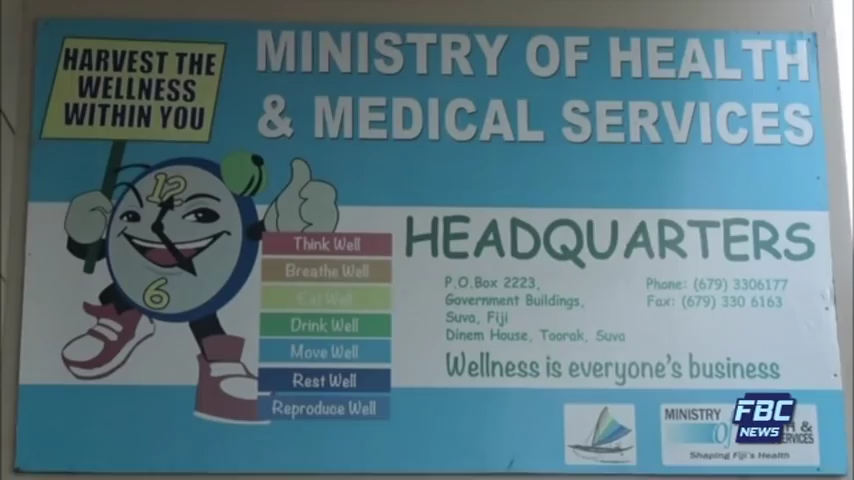 HARVEST THE
WELLNESS
WITHIN YOU
MINISTRY OF HEALTH
& MEDICAL SERVICES
12
6
Think Well
Breathe Well
Eat Well
Drink Well
Move Well
Rest Well
Reproduce Well
HEADQUARTERS
P.O.Box 2223,
Government Buildings,
Suva, Fiji
Dinem House, Toorak, Suva
Phone: (679) 3306177
Fax: (679) 330 6163
Wellness is everyone's business
MINISTRY
Of
&
Shaping Fiji's Health
FBC
NEWS